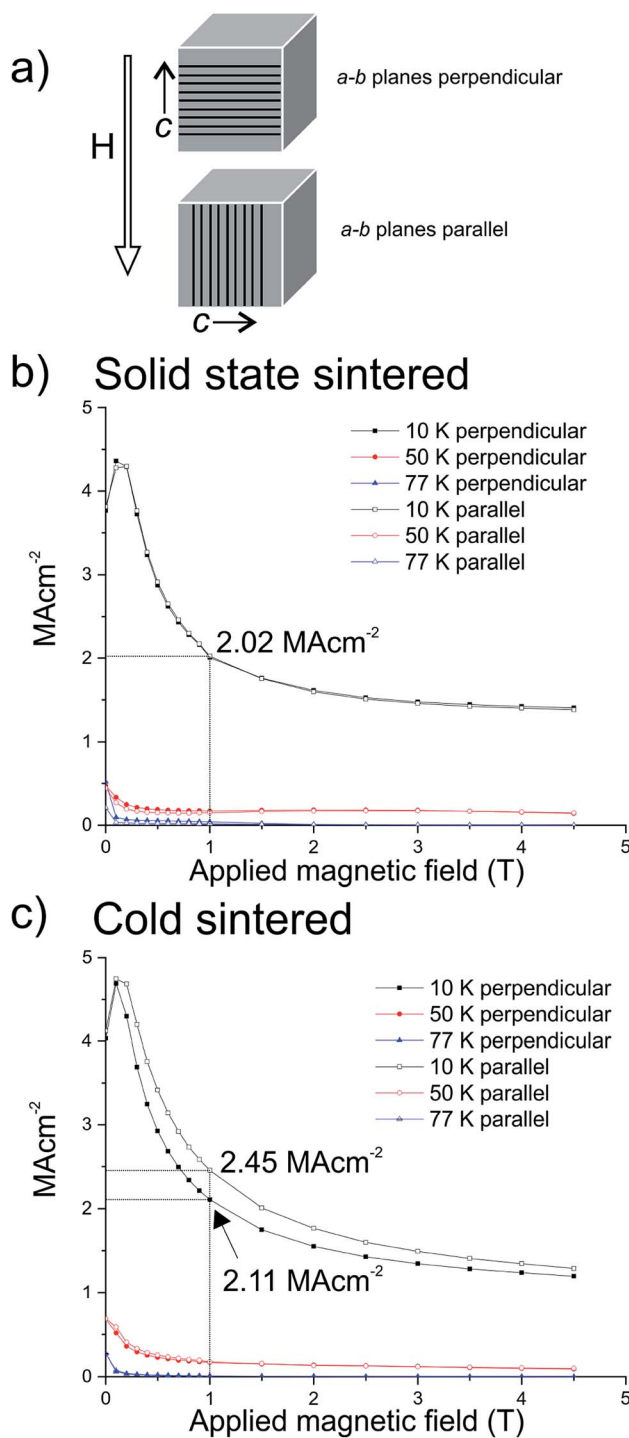 a)
H
c
a-b planes perpendicular
c
a-b planes parallel
b) Solid state sintered
5
4
3
2
1
0
MAcm-2
10 K perpendicular
50 K perpendicular
77 K perpendicular
10 K parallel
50 K parallel
77 K parallel
2.02 MAcm-2
0 1 2 3 4 5
Applied magnetic field (T)
c) Cold sintered
5
4
3
2
1
0
MAcm-2
10 K perpendicular
50 K perpendicular
77 K perpendicular
10 K parallel
50 K parallel
77 K parallel
2.45 MAcm-2
2.11 MAcm-2
0 1 2 3 4 5
Applied magnetic field (T)